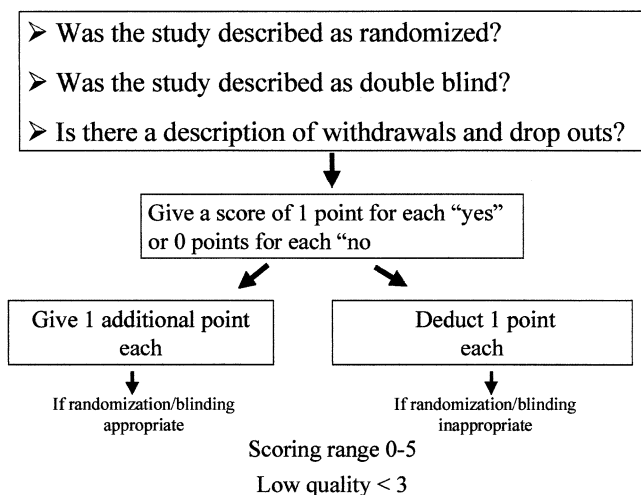 ➢ Was the study described as randomized?
➢ Was the study described as double blind?
➢ Is there a description of withdrawals and drop outs?
Give a score of 1 point for each “yes”
or 0 points for each “no
Give 1 additional point
each
Deduct 1 point
each
If randomization/blinding
appropriate
If randomization/blinding
inappropriate
Scoring range 0-5
Low quality < 3